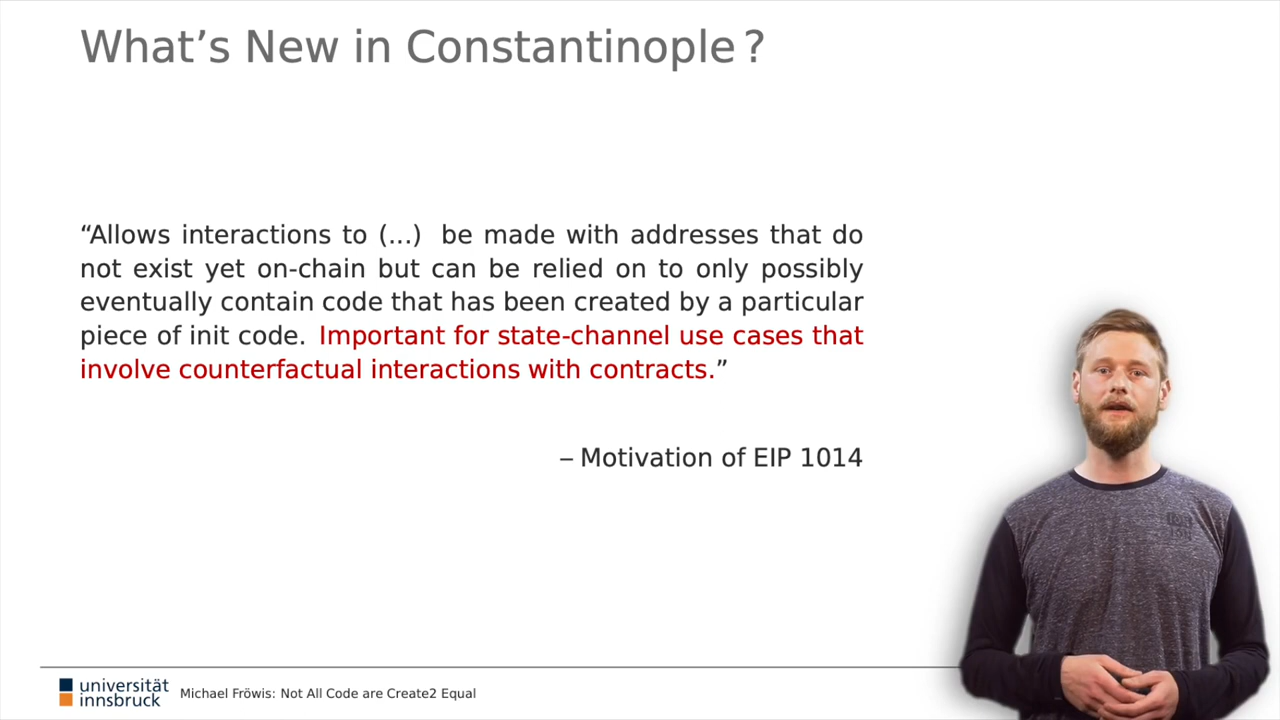 What's New in Constantinople ?
“Allows interactions to (...) be made with addresses that do
not exist yet on-chain but can be relied on to only possibly
eventually contain code that has been created by a particular
piece of init code. Important for state-channel use cases that
involve counterfactual interactions with contracts.”
– Motivation of EIP 1014
universität
innsbruck
Michael Fröwis: Not All Code are Create2 Equal